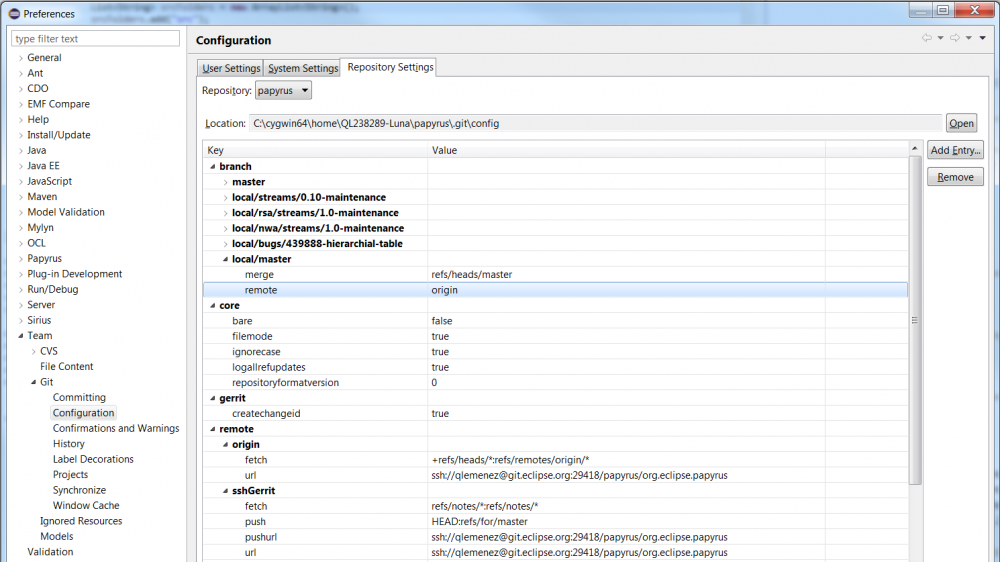 Preferences
type filter text
General
Ant
CDO
EMF Compare
Help
Install/Update
Java
Java EE
JavaScript
Maven
Model Validation
Mylyn
OCL
Papyrus
Plug-in Development
Run/Debug
Server
Sirius
Team
CVS
File Content
Git
Committing
Configuration
Confirmations and Warnings
History
Label Decorations
Projects
Synchronize
Window Cache
Ignored Resources
Models
Validation
Configuration
User Settings System Settings Repository Settings
Repository: papyrus
Location: C:\cygwin64\home\QL238289-Luna\papyrus\.git\config Open
Key Value
Add Entry...
Remove
branch
master
local/streams/0.10-maintenance
local/rsa/streams/1.0-maintenance
local/nwa/streams/1.0-maintenance
local/bugs/439888-hierarchial-table
local/master
merge refs/heads/master
remote origin
core
bare false
filemode true
ignorecase true
logallrefupdates true
repositoryformatversion 0
gerrit
createchangeid true
remote
origin
fetch +refs/heads/*:refs/remotes/origin/*
url ssh://qlemenez@git.eclipse.org:29418/papyrus/org.eclipse.papyrus
sshGerrit
fetch refs/notes/*:refs/notes/*
push HEAD:refs/for/master
pushurl ssh://qlemenez@git.eclipse.org:29418/papyrus/org.eclipse.papyrus
url ssh://qlemenez@git.eclipse.org:29418/papyrus/org.eclipse.papyrus